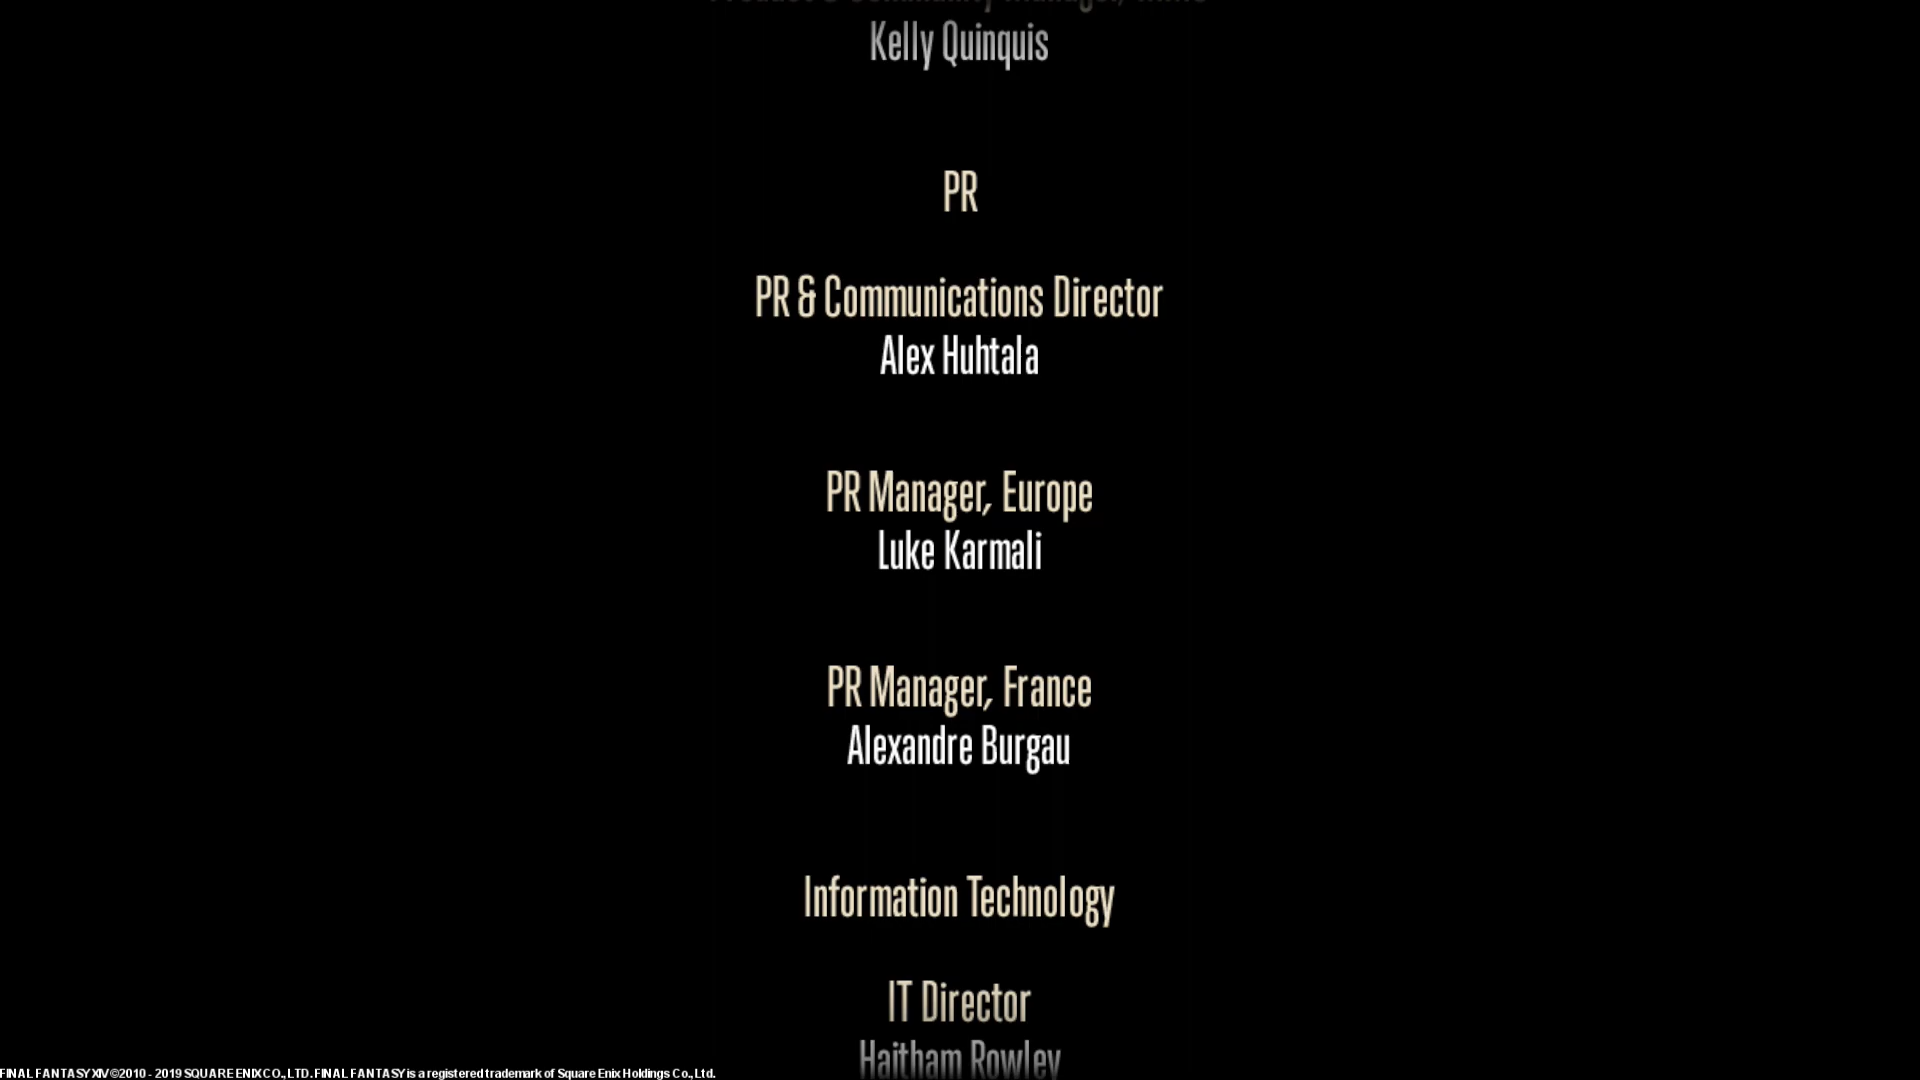 Kelly Quinquis
PR
PR & Communications Director
Alex Huhtala
PR Manager, Europe
Luke Karmali
PR Manager, France
Alexandre Burgau
Information Technology
IT Director
Haitham Rowley
FINAL FANTASY XIV ©2010 - 2019 SQUARE ENIX CO., LTD. FINAL FANTASY is a registered trademark of Square Enix Holdings Co., Ltd.